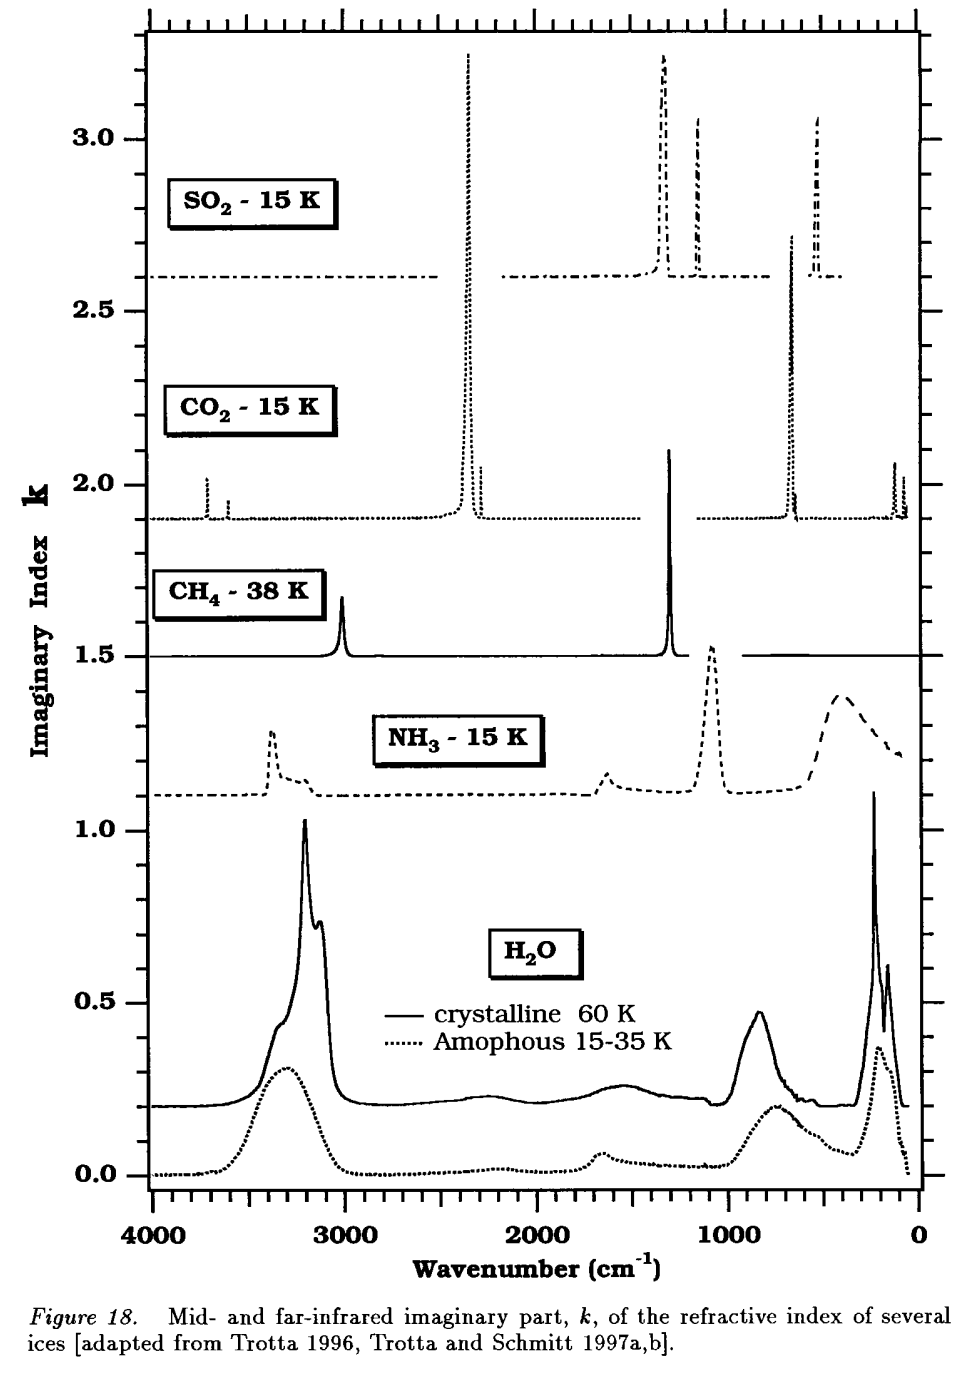 3.0
SO₂ - 15 K
2.5
CO₂ - 15 K
2.0
Imaginary Index k
CH₄ - 38 K
1.5
NH₃ - 15 K
1.0
H₂O
0.5
crystalline 60 K
Amophous 15-35 K
0.0
4000 3000 2000 1000 0
Wavenumber (cm⁻¹)
Figure 18. Mid- and far-infrared imaginary part, k, of the refractive index of several
ices [adapted from Trotta 1996, Trotta and Schmitt 1997a,b].